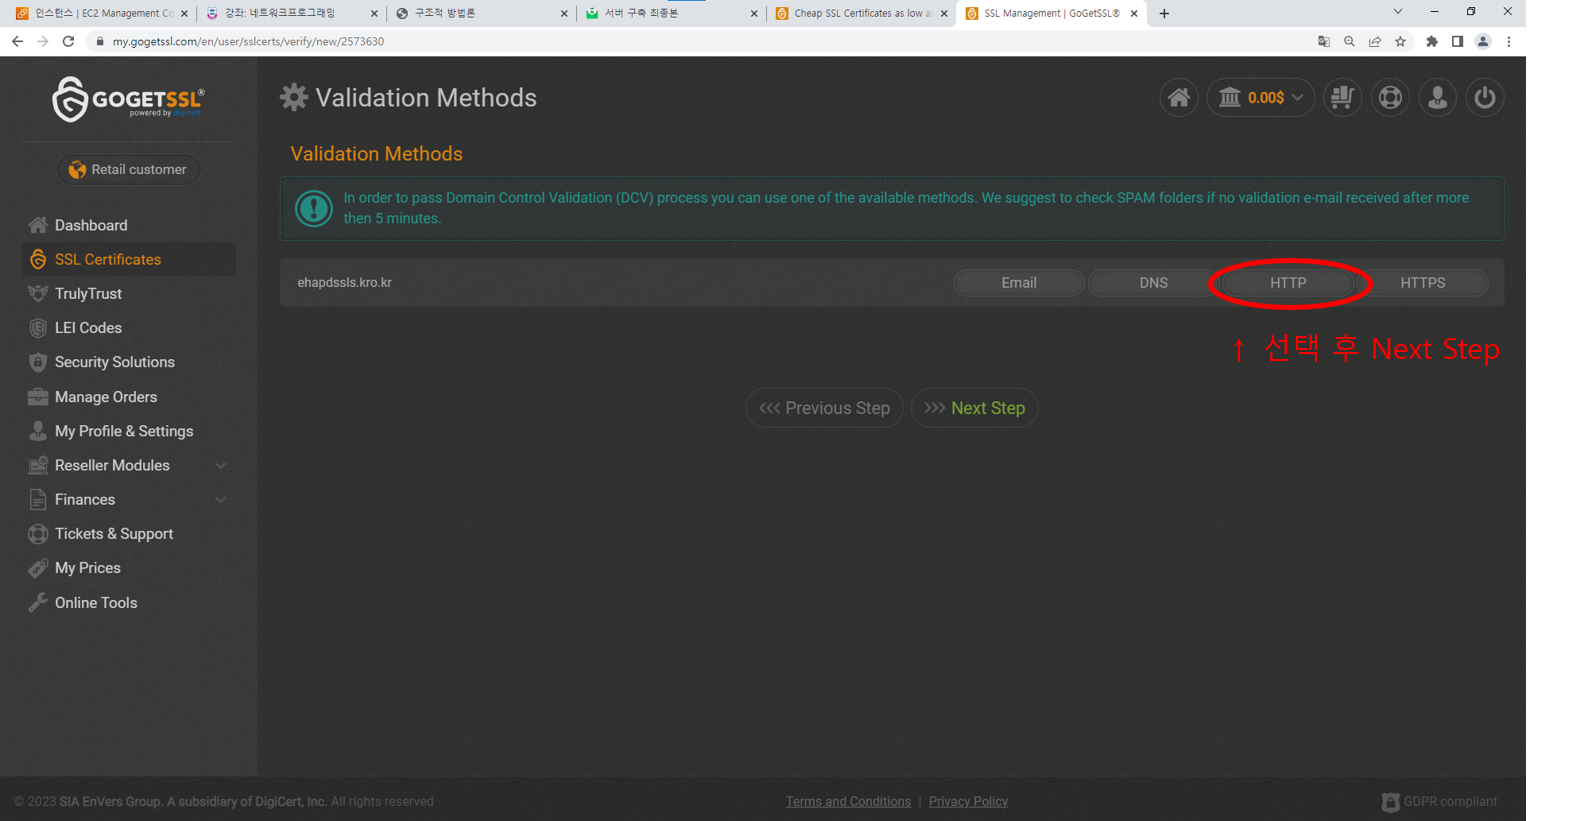 인스턴스 | EC2 Management Co
강좌: 네트워크프로그래밍
구조적 방법론
서버 구축 최종본
Cheap SSL Certificates as low as
SSL Management | GoGetSSL®
my.gogetssl.com/en/user/sslcerts/verify/new/2573630
GOGETSSL®
powered by digicert
Retail customer
Dashboard
SSL Certificates
TrulyTrust
LEI Codes
Security Solutions
Manage Orders
My Profile & Settings
Reseller Modules
Finances
Tickets & Support
My Prices
Online Tools
Validation Methods
0.00$
Validation Methods
In order to pass Domain Control Validation (DCV) process you can use one of the available methods. We suggest to check SPAM folders if no validation e-mail received after more
then 5 minutes.
ehapdssls.kro.kr
Email
DNS
HTTP
HTTPS
↑ 선택 후 Next Step
<<< Previous Step
>>> Next Step
© 2023 SIA EnVers Group. A subsidiary of DigiCert, Inc. All rights reserved
Terms and Conditions | Privacy Policy
GDPR compliant